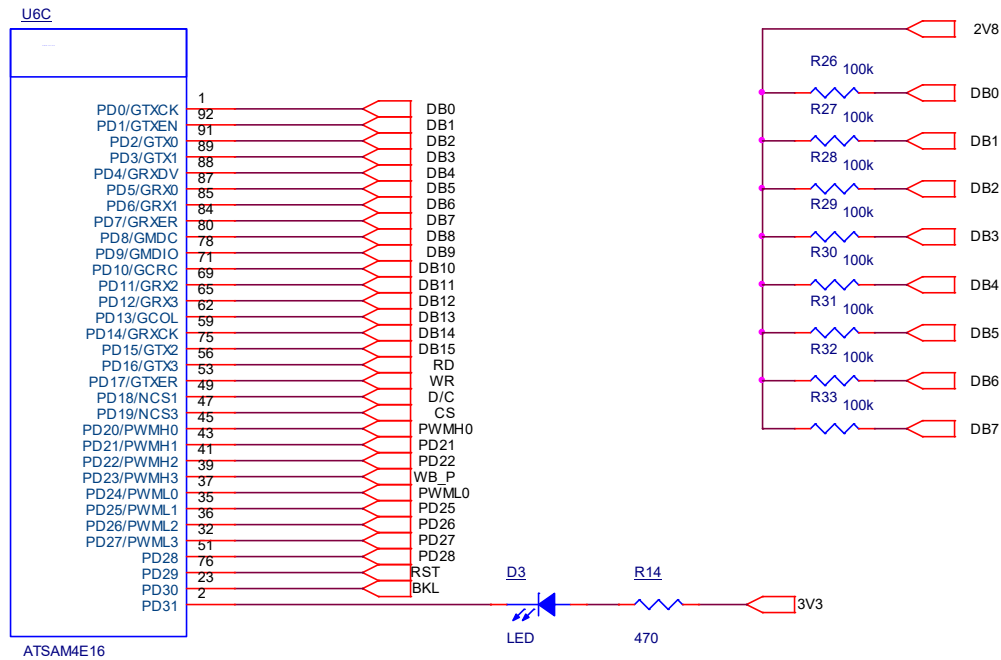 U6C
PD0/GTXCK 1 DB0
PD1/GTXEN 92 DB1
PD2/GTX0 91 DB2
PD3/GTX1 89 DB3
PD4/GRXDV 88 DB4
PD5/GRX0 87 DB5
PD6/GRX1 85 DB6
PD7/GRXER 84 DB7
PD8/GMDC 80 DB8
PD9/GMDIO 78 DB9
PD10/GCRC 71 DB10
PD11/GRX2 69 DB11
PD12/GRX3 65 DB12
PD13/GCOL 62 DB13
PD14/GRXCK 59 DB14
PD15/GTX2 75 DB15
PD16/GTX3 56 RD
PD17/GTXER 53 WR
PD18/NCS1 49 D/C
PD19/NCS3 47 CS
PD20/PWMH0 45 PWMH0
PD21/PWMH1 43 PD21
PD22/PWMH2 41 PD22
PD23/PWMH3 39 WB_P
PD24/PWML0 37 PWML0
PD25/PWML1 35 PD25
PD26/PWML2 36 PD26
PD27/PWML3 32 PD27
PD28 51 PD28
PD29 76 RST
PD30 23 BKL
PD31 2
ATSAM4E16
D3
LED
R14
470
3V3
2V8
R26 100k DB0
R27 100k DB1
R28 100k DB2
R29 100k DB3
R30 100k DB4
R31 100k DB5
R32 100k DB6
R33 100k DB7